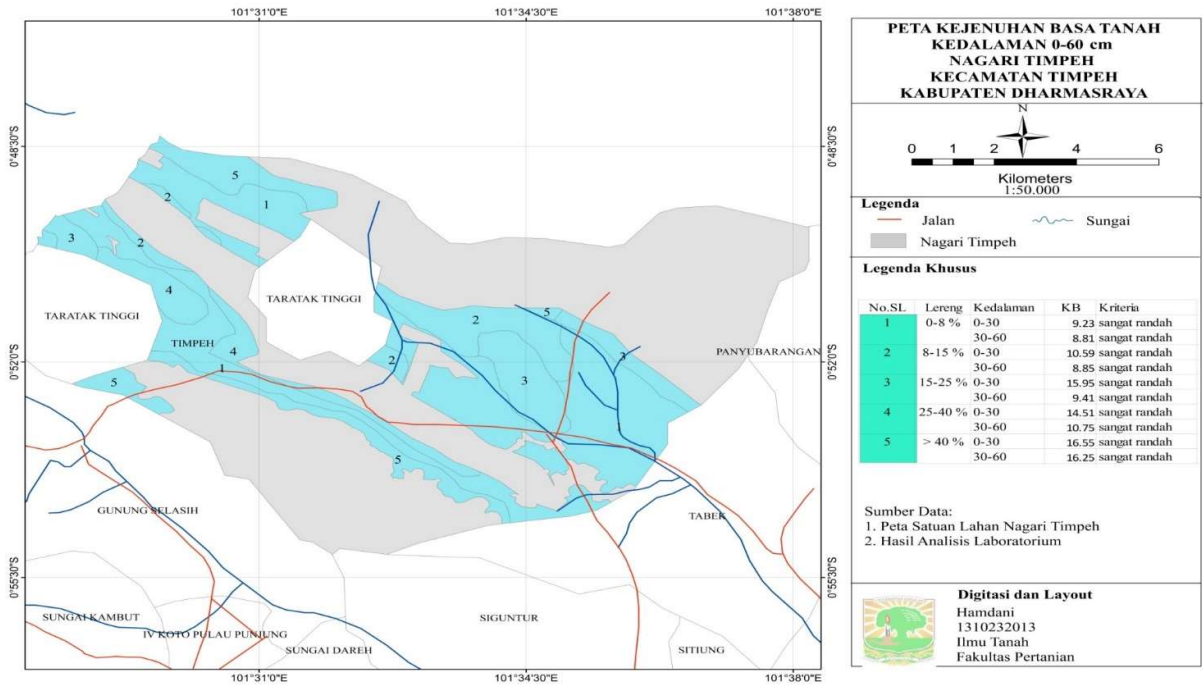 101°31'0"E
101°34'30"E
101°38'0"E
0°48'30"S
0°48'30"S
0°52'0"S
0°52'0"S
0°55'30"S
0°55'30"S
5
2
1
3
2
4
TARATAK TINGGI
TARATAK TINGGI
TIMPEH
4
1
5
2
5
2
3
3
1
5
PANYUBARANGAN
GUNUNG SELASIH
TABEK
SUNGAI KAMBUT
IV KOTO PULAU PUNJUNG
SUNGAI DAREH
SIGUNTUR
SITIUNG
101°31'0"E
101°34'30"E
101°38'0"E
PETA KEJENUHAN BASA TANAH
KEDALAMAN 0-60 cm
NAGARI TIMPEH
KECAMATAN TIMPEH
KABUPATEN DHARMASRAYA
N
0 1 2 4 6
Kilometers
1:50.000
Legenda
Jalan Sungai
Nagari Timpeh
Legenda Khusus
No.SL Lereng Kedalaman KB Kriteria
1 0-8 % 0-30 9.23 sangat randah
30-60 8.81 sangat randah
2 8-15 % 0-30 10.59 sangat randah
30-60 8.85 sangat randah
3 15-25 % 0-30 15.95 sangat randah
30-60 9.41 sangat randah
4 25-40 % 0-30 14.51 sangat randah
30-60 10.75 sangat randah
5 > 40 % 0-30 16.55 sangat randah
30-60 16.25 sangat randah
Sumber Data:
1. Peta Satuan Lahan Nagari Timpeh
2. Hasil Analisis Laboratorium
Digitasi dan Layout
Hamdani
1310232013
Ilmu Tanah
Fakultas Pertanian